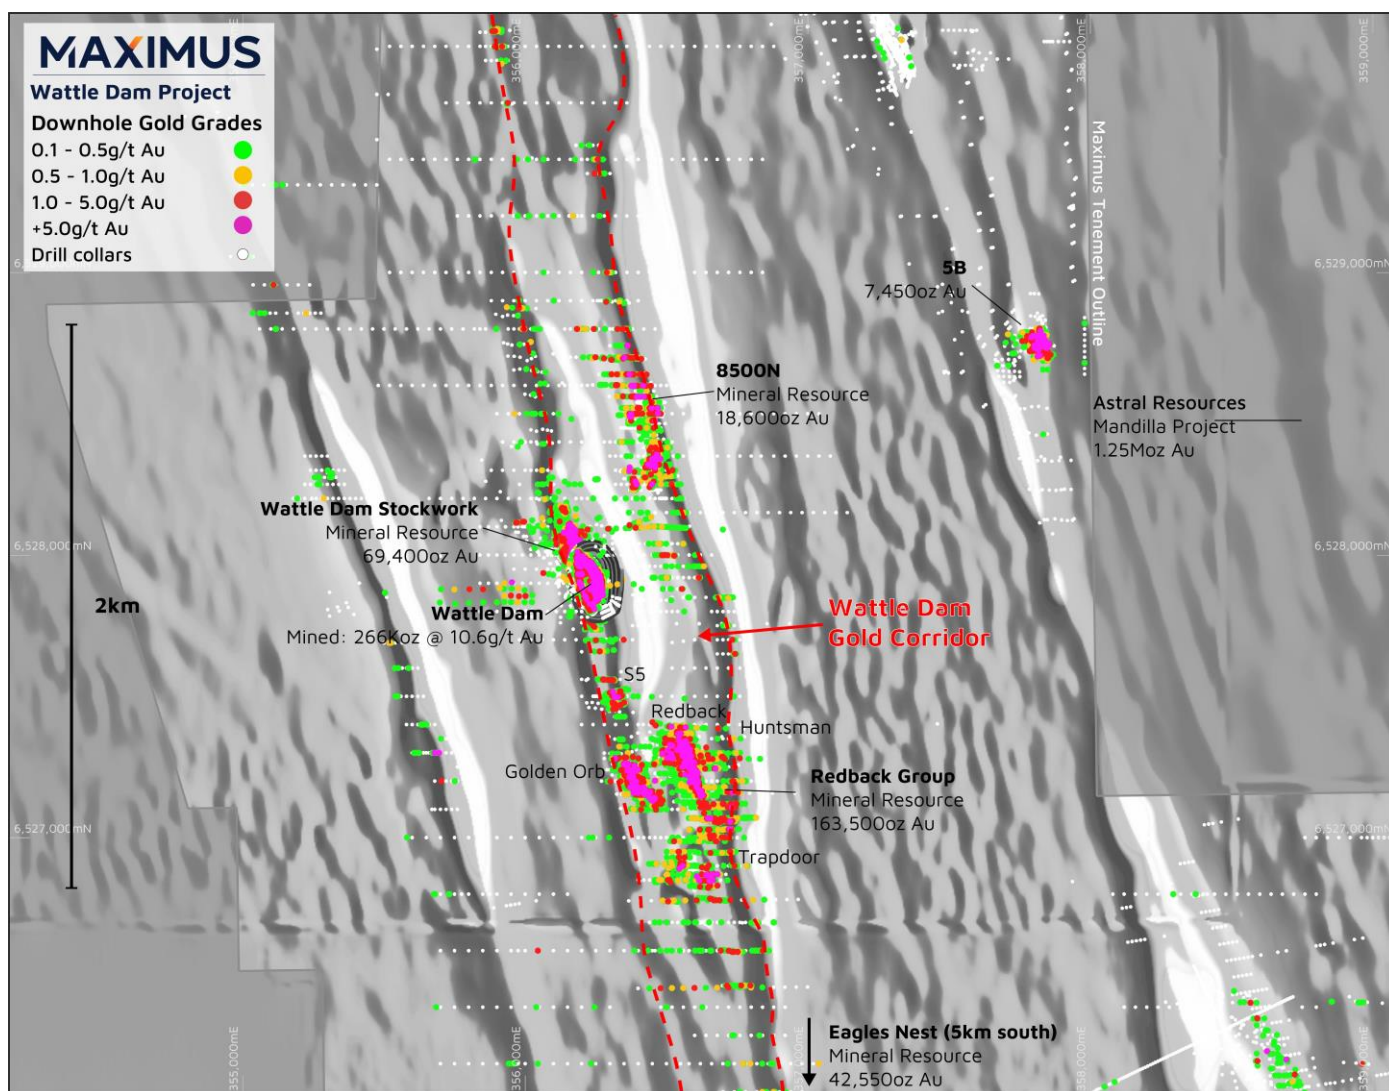 MAXIMUS
Wattle Dam Project
Downhole Gold Grades
0.1 - 0.5g/t Au
0.5 - 1.0g/t Au
1.0 - 5.0g/t Au
+5.0g/t Au
Drill collars
356,000mE
357,000mE
358,000mE
359,000mE
6,529,000mN
Maximus Tenement Outline
5B
7,450oz Au
8500N
Mineral Resource
18,600oz Au
Astral Resources
Mandilla Project
1.25Moz Au
Wattle Dam Stockwork
Mineral Resource
69,400oz Au
6,528,000mN
6,528,000mN
2km
Wattle Dam
Mined: 266Koz @ 10.6g/t Au
Wattle Dam
Gold Corridor
S5
Redback
Huntsman
Golden Orb
Redback Group
Mineral Resource
163,500oz Au
6,527,000mN
6,527,000mN
Trapdoor
Eagles Nest (5km south)
Mineral Resource
42,550oz Au
355,000mE
356,000mE
358,000mE